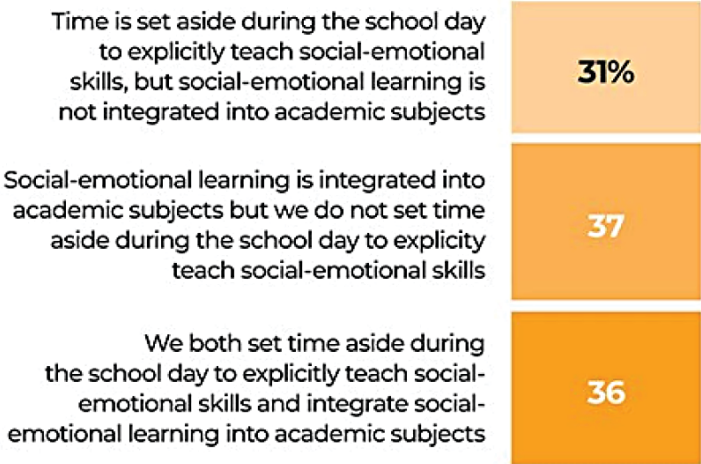 Time is set aside during the school day
to explicitly teach social-emotional
skills, but social-emotional learning is
not integrated into academic subjects
31%
Social-emotional learning is integrated into
academic subjects but we do not set time
aside during the school day to explicity
teach social-emotional skills
37
We both set time aside during
the school day to explicitly teach social-
emotional skills and integrate social-
emotional learning into academic subjects
36